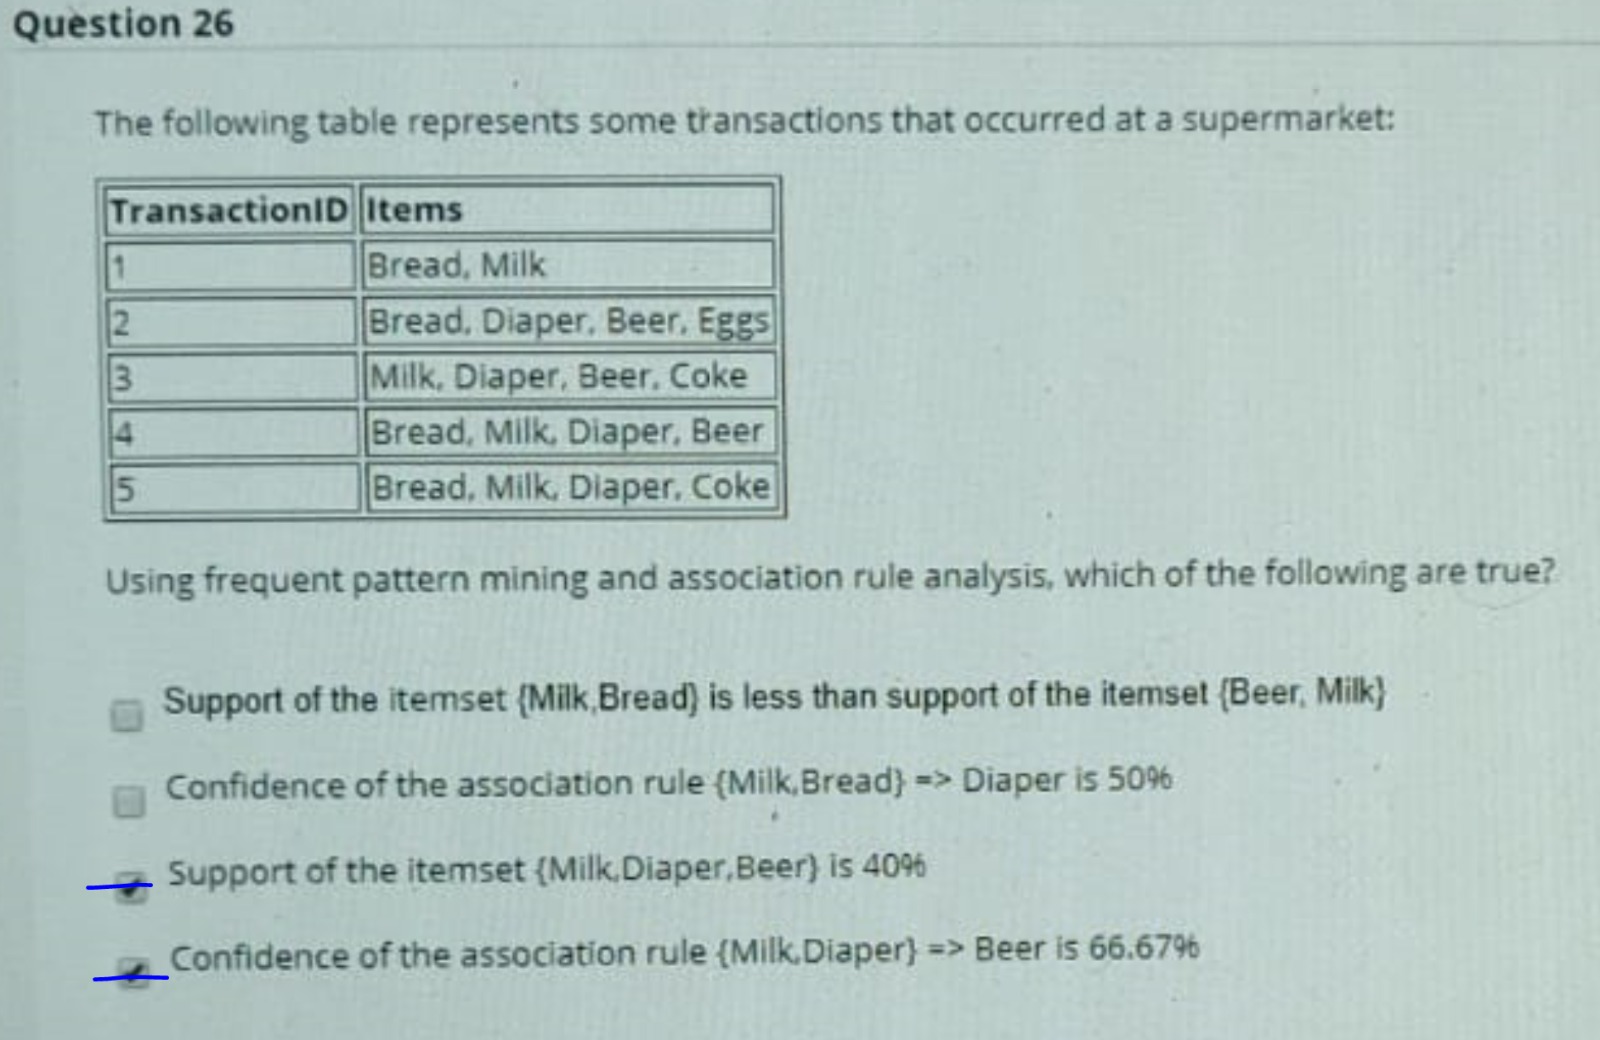 Question 26
The following table represents some transactions that occurred at a supermarket:
TransactionID Items
1 Bread, Milk
2 Bread, Diaper, Beer, Eggs
3 Milk, Diaper, Beer, Coke
4 Bread, Milk, Diaper, Beer
5 Bread, Milk, Diaper, Coke
Using frequent pattern mining and association rule analysis, which of the following are true?
Support of the itemset {Milk,Bread} is less than support of the itemset {Beer, Milk}
Confidence of the association rule {Milk,Bread} => Diaper is 50%
Support of the itemset {Milk,Diaper,Beer} is 40%
Confidence of the association rule {Milk,Diaper} => Beer is 66.67%